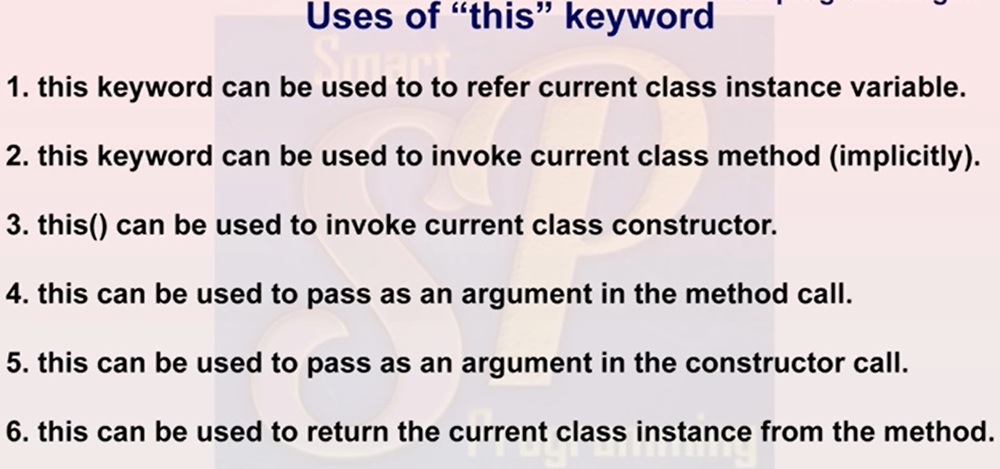 Uses of “this” keyword
1. this keyword can be used to to refer current class instance variable.
2. this keyword can be used to invoke current class method (implicitly).
3. this() can be used to invoke current class constructor.
4. this can be used to pass as an argument in the method call.
5. this can be used to pass as an argument in the constructor call.
6. this can be used to return the current class instance from the method.
Smart
SP
Programming